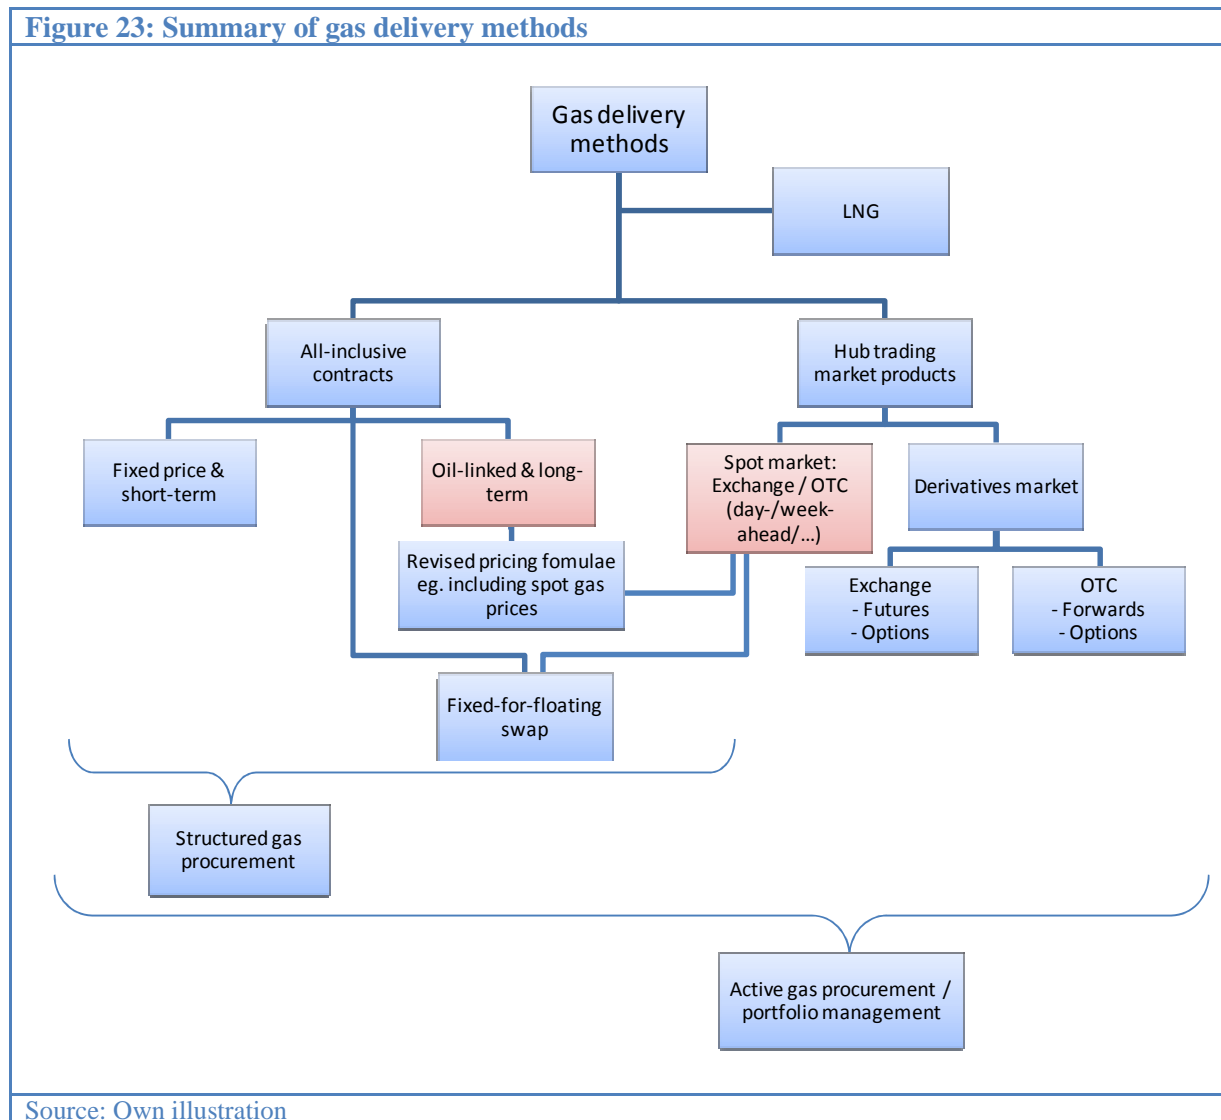 Figure 23: Summary of gas delivery methods
Gas delivery
methods
LNG
All-inclusive
contracts
Hub trading
market products
Fixed price &
short-term
Oil-linked & long-
term
Spot market:
Exchange / OTC
(day-/week-
ahead/...)
Derivatives market
Revised pricing fomulae
eg. including spot gas
prices
Exchange
- Futures
- Options
OTC
- Forwards
- Options
Fixed-for-floating
swap
Structured gas
procurement
Active gas procurement /
portfolio management
Source: Own illustration